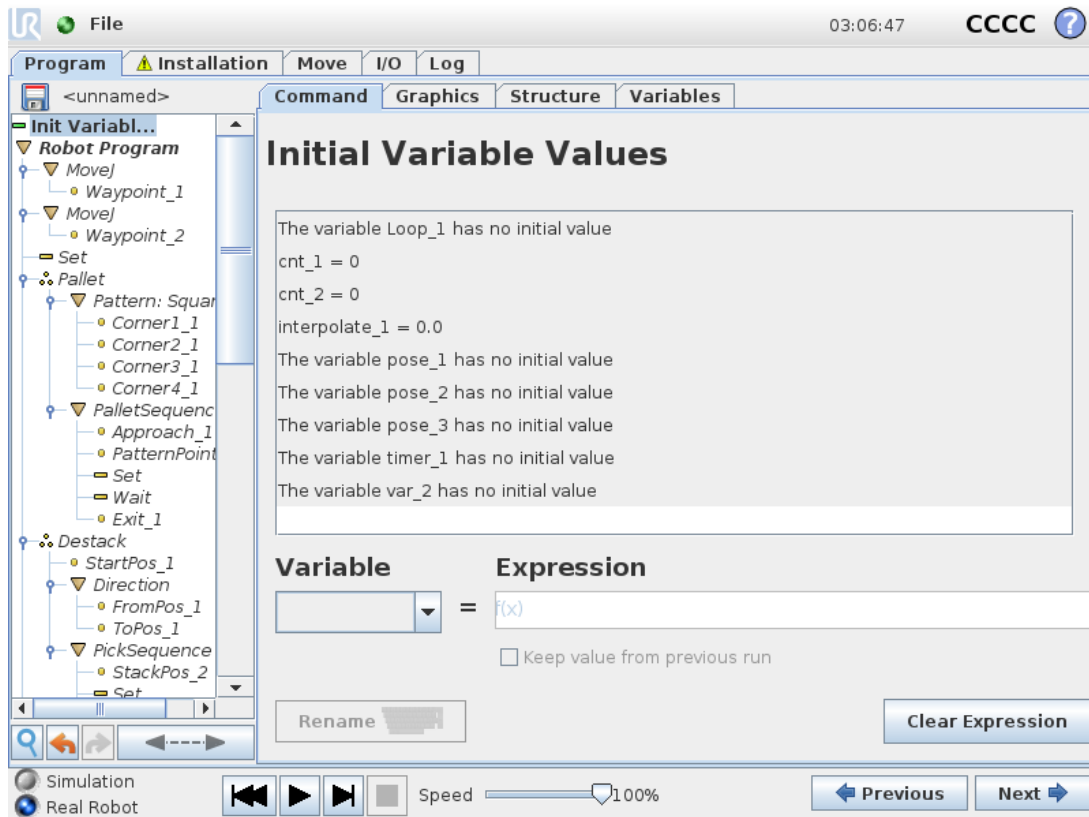 UR File 03:06:47 CCCC ?
Program Installation Move I/O Log
<unnamed> Command Graphics Structure Variables
Init Variabl...
Robot Program
MoveJ
Waypoint_1
MoveJ
Waypoint_2
Set
Pallet
Pattern: Squar
Corner1_1
Corner2_1
Corner3_1
Corner4_1
PalletSequenc
Approach_1
PatternPoint
Set
Wait
Exit_1
Destack
StartPos_1
Direction
FromPos_1
ToPos_1
PickSequence
StackPos_2
Set
Initial Variable Values
The variable Loop_1 has no initial value
cnt_1 = 0
cnt_2 = 0
interpolate_1 = 0.0
The variable pose_1 has no initial value
The variable pose_2 has no initial value
The variable pose_3 has no initial value
The variable timer_1 has no initial value
The variable var_2 has no initial value
Variable Expression
= f(x)
Keep value from previous run
Rename Clear Expression
Simulation
Real Robot
Speed 100% Previous Next